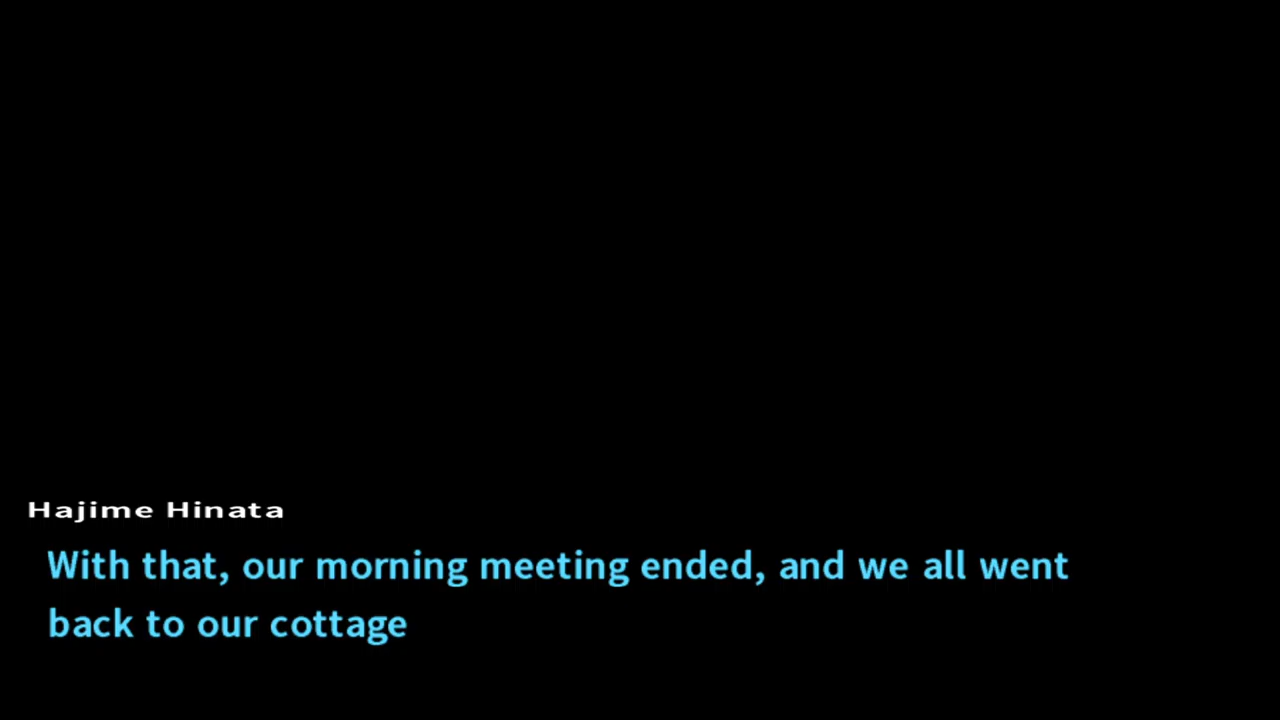 Hajime Hinata
With that, our morning meeting ended, and we all went
back to our cottage